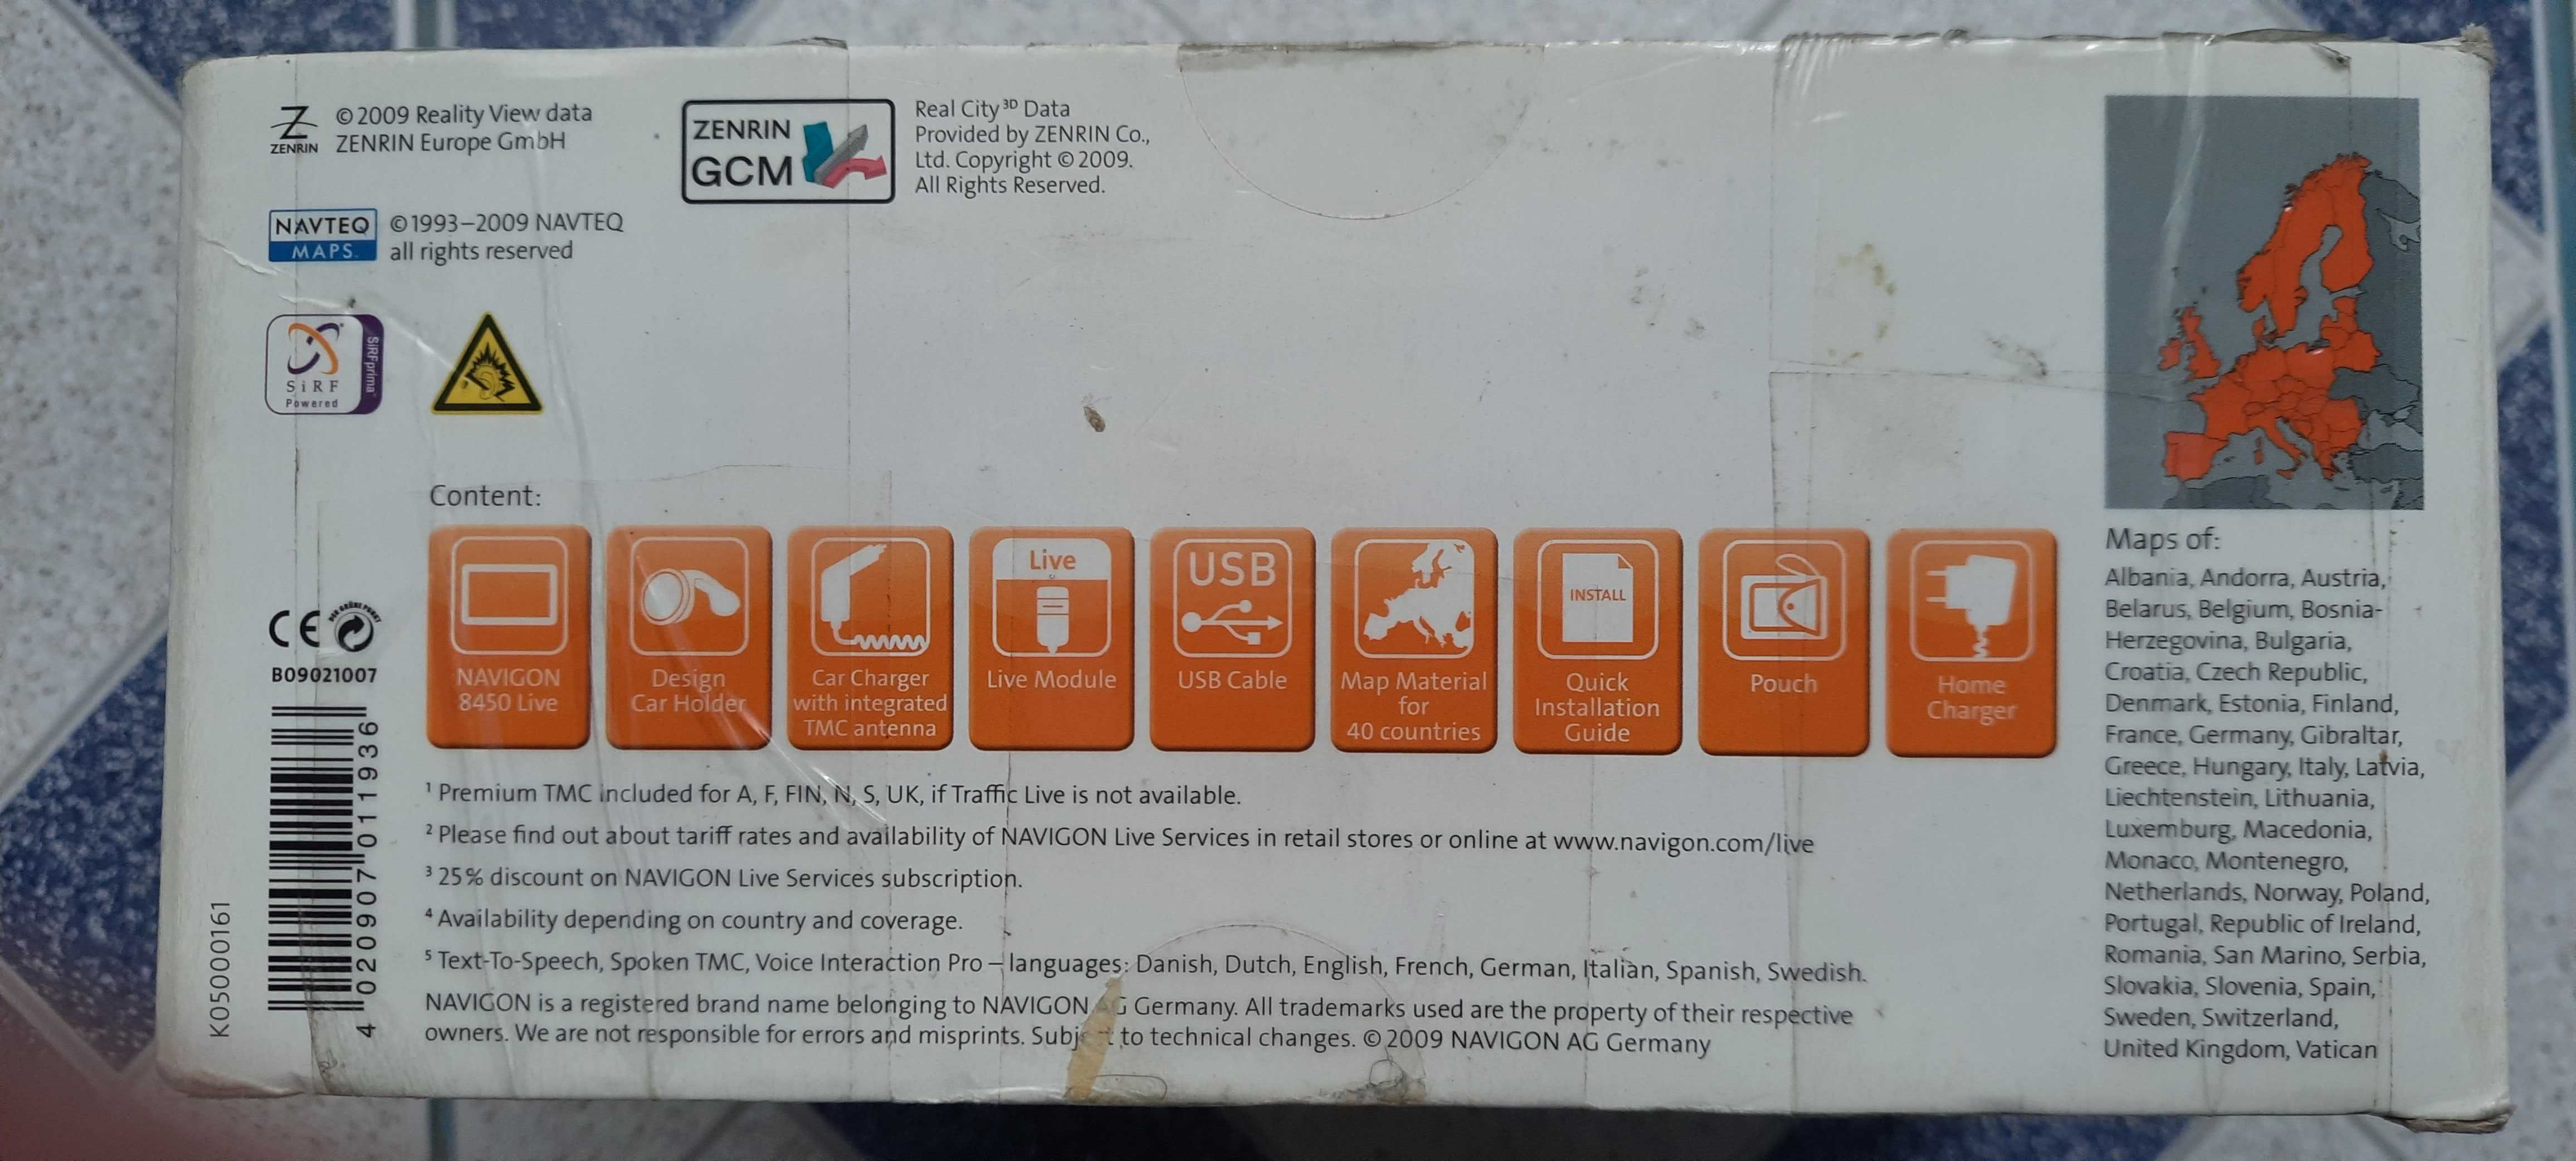 © 2009 Reality View data
ZENRIN
ZENRIN Europe GmbH
ZENRIN
GCM
Real City 3D Data
Provided by ZENRIN Co.,
Ltd. Copyright © 2009.
All Rights Reserved.
NAVTEQ
MAPS
© 1993–2009 NAVTEQ
all rights reserved
SiRF
Powered
SiRFprima
Content:
NAVIGON
8450 Live
Design
Car Holder
Car Charger
with integrated
TMC antenna
Live
Live Module
USB
USB Cable
Map Material
for
40 countries
INSTALL
Quick
Installation
Guide
Pouch
Home
Charger
CE
DER GRÜNE PUNKT
B09021007
4 020907 011936
K05000161
1 Premium TMC included for A, F, FIN, N, S, UK, if Traffic Live is not available.
2 Please find out about tariff rates and availability of NAVIGON Live Services in retail stores or online at www.navigon.com/live
3 25% discount on NAVIGON Live Services subscription.
4 Availability depending on country and coverage.
5 Text-To-Speech, Spoken TMC, Voice Interaction Pro – languages: Danish, Dutch, English, French, German, Italian, Spanish, Swedish.
NAVIGON is a registered brand name belonging to NAVIGON AG Germany. All trademarks used are the property of their respective
owners. We are not responsible for errors and misprints. Subject to technical changes. © 2009 NAVIGON AG Germany
Maps of:
Albania, Andorra, Austria,
Belarus, Belgium, Bosnia-
Herzegovina, Bulgaria,
Croatia, Czech Republic,
Denmark, Estonia, Finland,
France, Germany, Gibraltar,
Greece, Hungary, Italy, Latvia,
Liechtenstein, Lithuania,
Luxemburg, Macedonia,
Monaco, Montenegro,
Netherlands, Norway, Poland,
Portugal, Republic of Ireland,
Romania, San Marino, Serbia,
Slovakia, Slovenia, Spain,
Sweden, Switzerland,
United Kingdom, Vatican